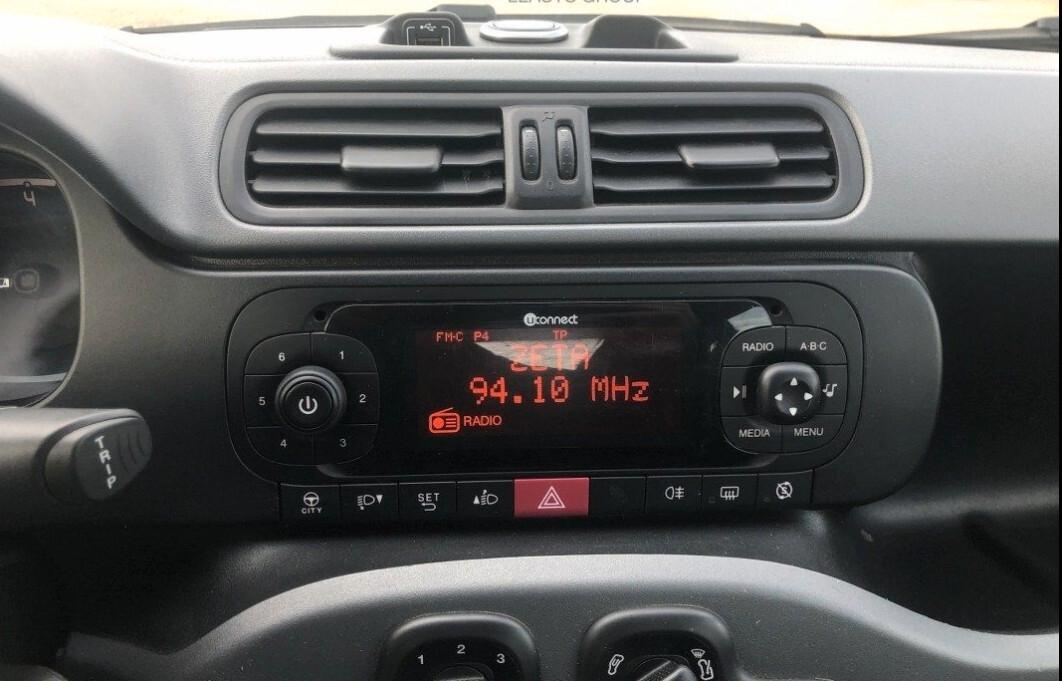 4
uconnect
FM-C P4 TP
ZETA
94.10 MHz
RADIO
6 1
5 2
4 3
RADIO A·B·C
MEDIA MENU
TRIP
CITY
SET
1 2 3